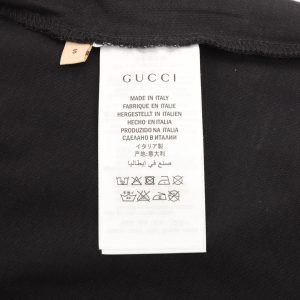 S
GUCCI
MADE IN ITALY
FABRIQUE EN ITALIE
HERGESTELLT IN ITALIEN
HECHO EN ITALIA
PRODUZIDO NA ITALIA
СДЕЛАНО В ИТАЛИИ
イタリア製
产地:意大利
صنع في إيطاليا